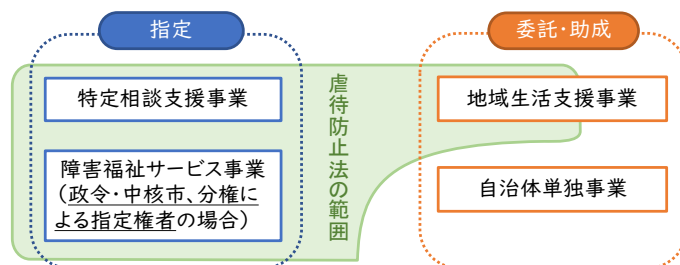 指定
委託・助成
特定相談支援事業
障害福祉サービス事業
(政令・中核市、分権に
よる指定権者の場合)
虐待防止法の範囲
地域生活支援事業
自治体単独事業